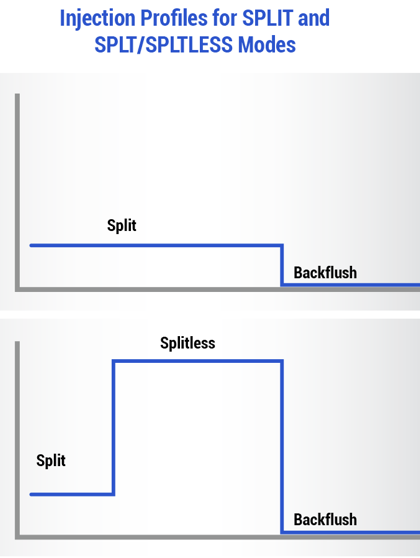 Injection Profiles for SPLIT and
SPLT/SPLTLESS Modes
Split
Backflush
Splitless
Split
Backflush